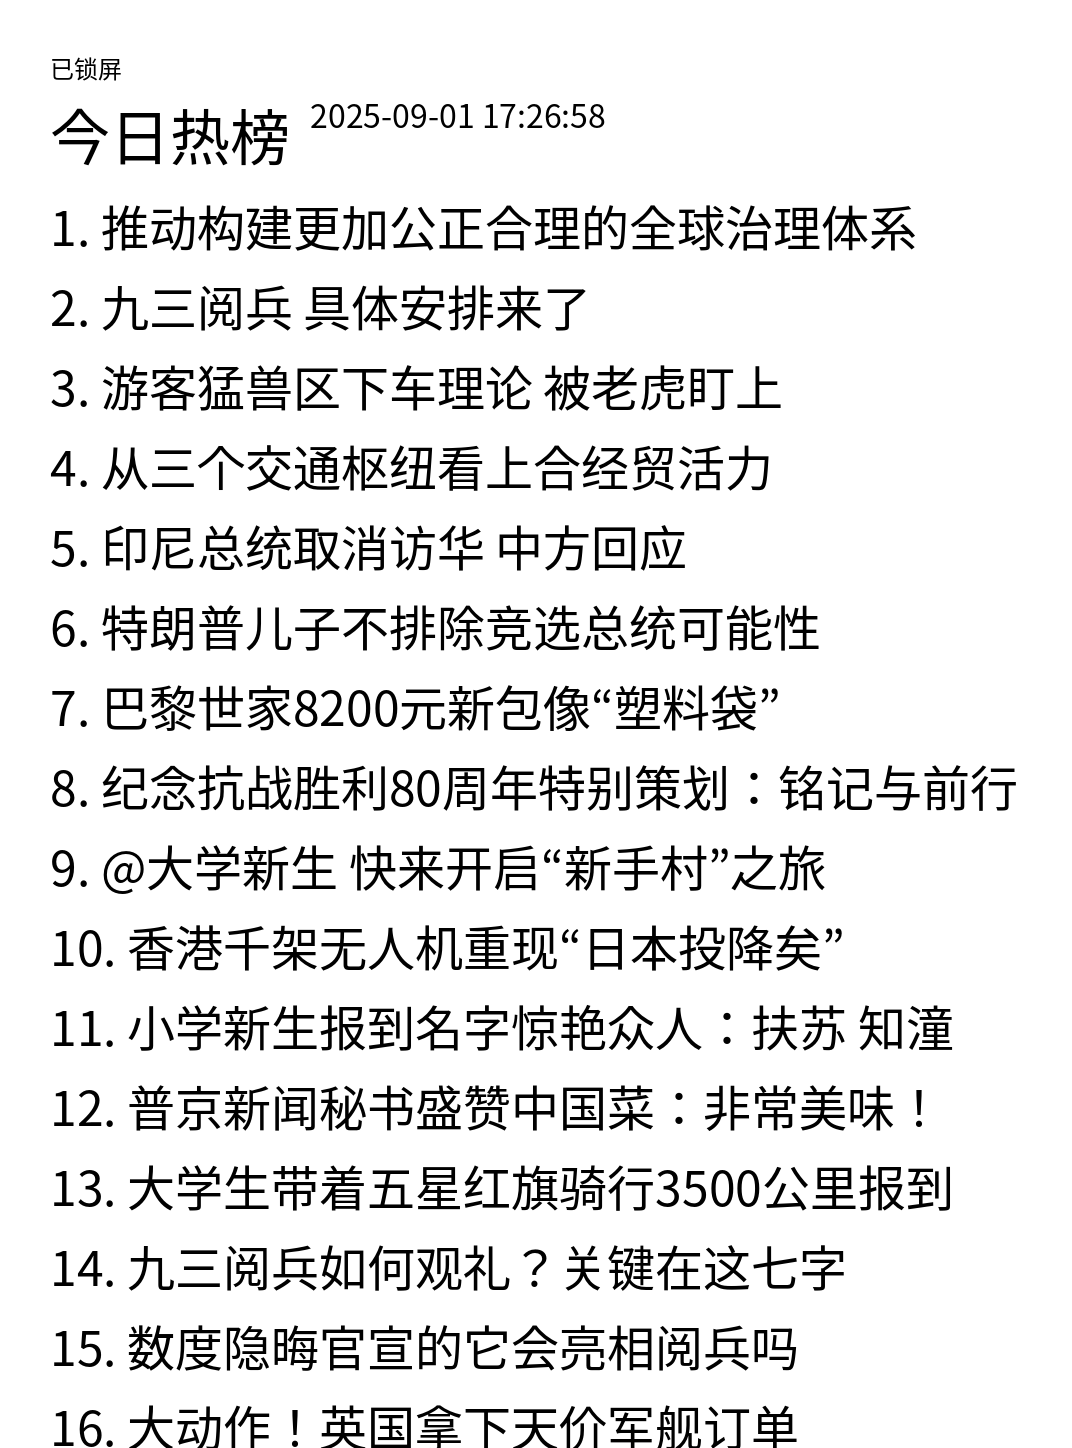 已锁屏
今日热榜 2025-09-01 17:26:58
1. 推动构建更加公正合理的全球治理体系
2. 九三阅兵 具体安排来了
3. 游客猛兽区下车理论 被老虎盯上
4. 从三个交通枢纽看上合经贸活力
5. 印尼总统取消访华 中方回应
6. 特朗普儿子不排除竞选总统可能性
7. 巴黎世家8200元新包像“塑料袋”
8. 纪念抗战胜利80周年特别策划：铭记与前行
9. @大学新生 快来开启“新手村”之旅
10. 香港千架无人机重现“日本投降矣”
11. 小学新生报到名字惊艳众人：扶苏 知潼
12. 普京新闻秘书盛赞中国菜：非常美味！
13. 大学生带着五星红旗骑行3500公里报到
14. 九三阅兵如何观礼？关键在这七字
15. 数度隐晦官宣的它会亮相阅兵吗
16. 大动作！英国拿下天价军舰订单